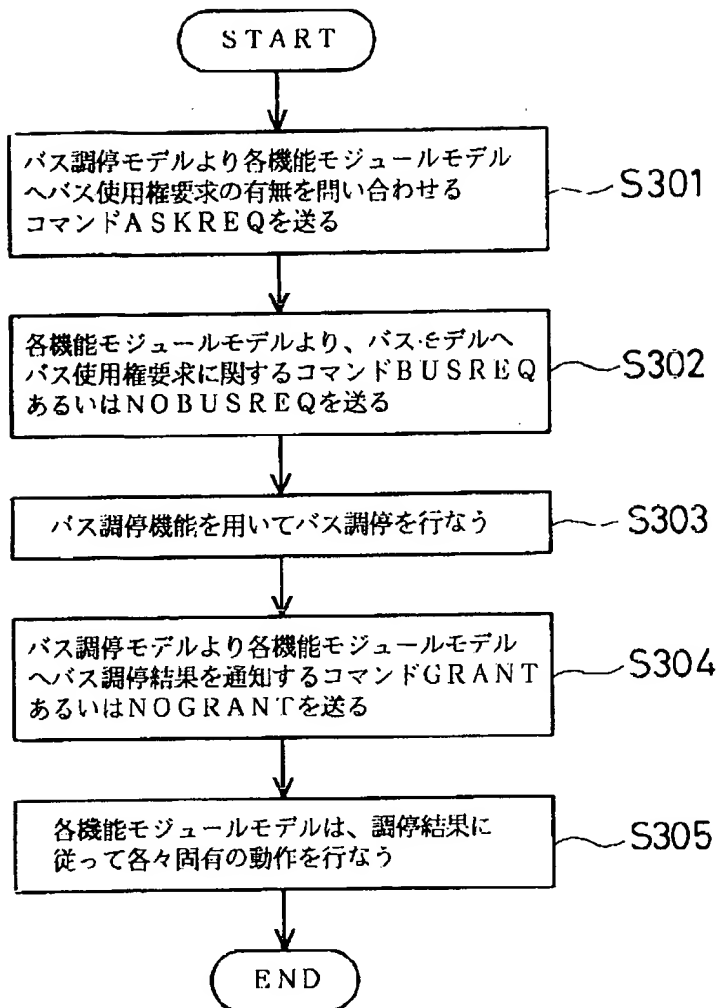 START
バス調停モデルより各機能モジュールモデル
へバス使用権要求の有無を問い合わせる
コマンドASKREQを送る
S301
各機能モジュールモデルより、バスモデルへ
バス使用権要求に関するコマンドBUSREQ
あるいはNOBUSREQを送る
S302
バス調停機能を用いてバス調停を行なう
S303
バス調停モデルより各機能モジュールモデル
へバス調停結果を通知するコマンドGRANT
あるいはNOGRANTを送る
S304
各機能モジュールモデルは、調停結果に
従って各々固有の動作を行なう
S305
END